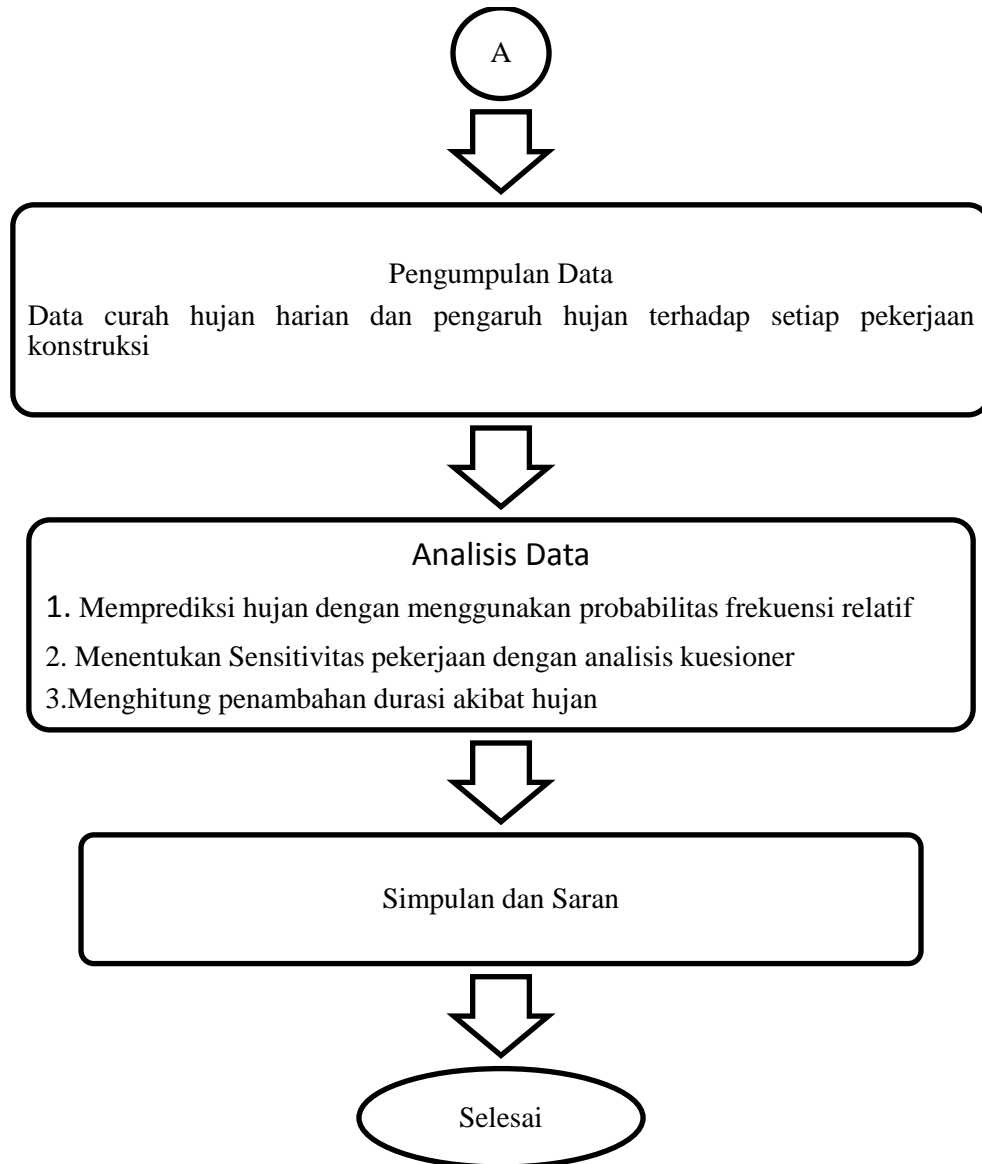 A
Pengumpulan Data
Data curah hujan harian dan pengaruh hujan terhadap setiap pekerjaan
konstruksi
Analisis Data
1. Memprediksi hujan dengan menggunakan probabilitas frekuensi relatif
2. Menentukan Sensitivitas pekerjaan dengan analisis kuesioner
3.Menghitung penambahan durasi akibat hujan
Simpulan dan Saran
Selesai